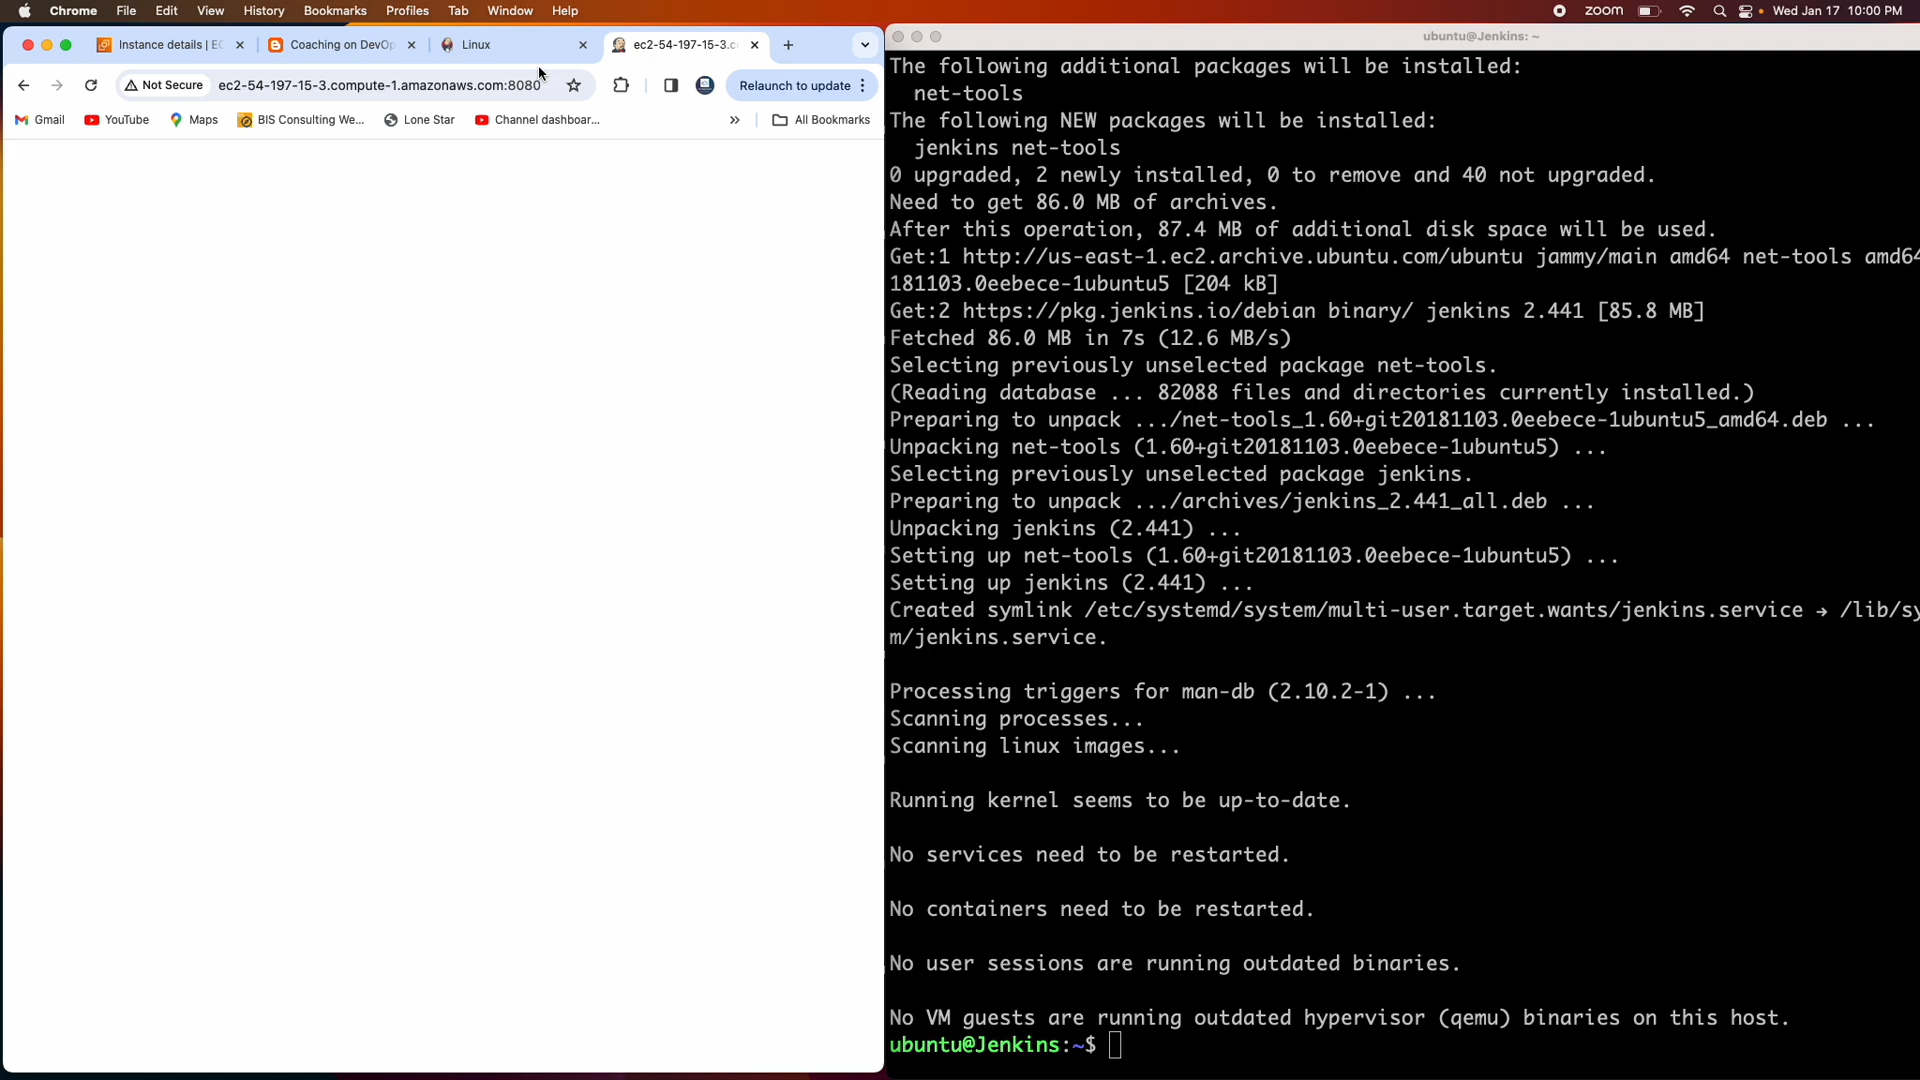 Chrome File Edit View History Bookmarks Profiles Tab Window Help
zoom Wed Jan 17 10:00 PM
Instance details | EC
Coaching on DevOp
Linux
ec2-54-197-15-3.c
Not Secure ec2-54-197-15-3.compute-1.amazonaws.com:8080
Relaunch to update
Gmail YouTube Maps BIS Consulting We... Lone Star Channel dashboar... » All Bookmarks
ubuntu@Jenkins: ~
The following additional packages will be installed:
net-tools
The following NEW packages will be installed:
jenkins net-tools
0 upgraded, 2 newly installed, 0 to remove and 40 not upgraded.
Need to get 86.0 MB of archives.
After this operation, 87.4 MB of additional disk space will be used.
Get:1 http://us-east-1.ec2.archive.ubuntu.com/ubuntu jammy/main amd64 net-tools amd64
181103.0eebece-1ubuntu5 [204 kB]
Get:2 https://pkg.jenkins.io/debian binary/ jenkins 2.441 [85.8 MB]
Fetched 86.0 MB in 7s (12.6 MB/s)
Selecting previously unselected package net-tools.
(Reading database ... 82088 files and directories currently installed.)
Preparing to unpack .../net-tools_1.60+git20181103.0eebece-1ubuntu5_amd64.deb ...
Unpacking net-tools (1.60+git20181103.0eebece-1ubuntu5) ...
Selecting previously unselected package jenkins.
Preparing to unpack .../archives/jenkins_2.441_all.deb ...
Unpacking jenkins (2.441) ...
Setting up net-tools (1.60+git20181103.0eebece-1ubuntu5) ...
Setting up jenkins (2.441) ...
Created symlink /etc/systemd/system/multi-user.target.wants/jenkins.service → /lib/sy
m/jenkins.service.
Processing triggers for man-db (2.10.2-1) ...
Scanning processes...
Scanning linux images...
Running kernel seems to be up-to-date.
No services need to be restarted.
No containers need to be restarted.
No user sessions are running outdated binaries.
No VM guests are running outdated hypervisor (qemu) binaries on this host.
ubuntu@Jenkins:~$